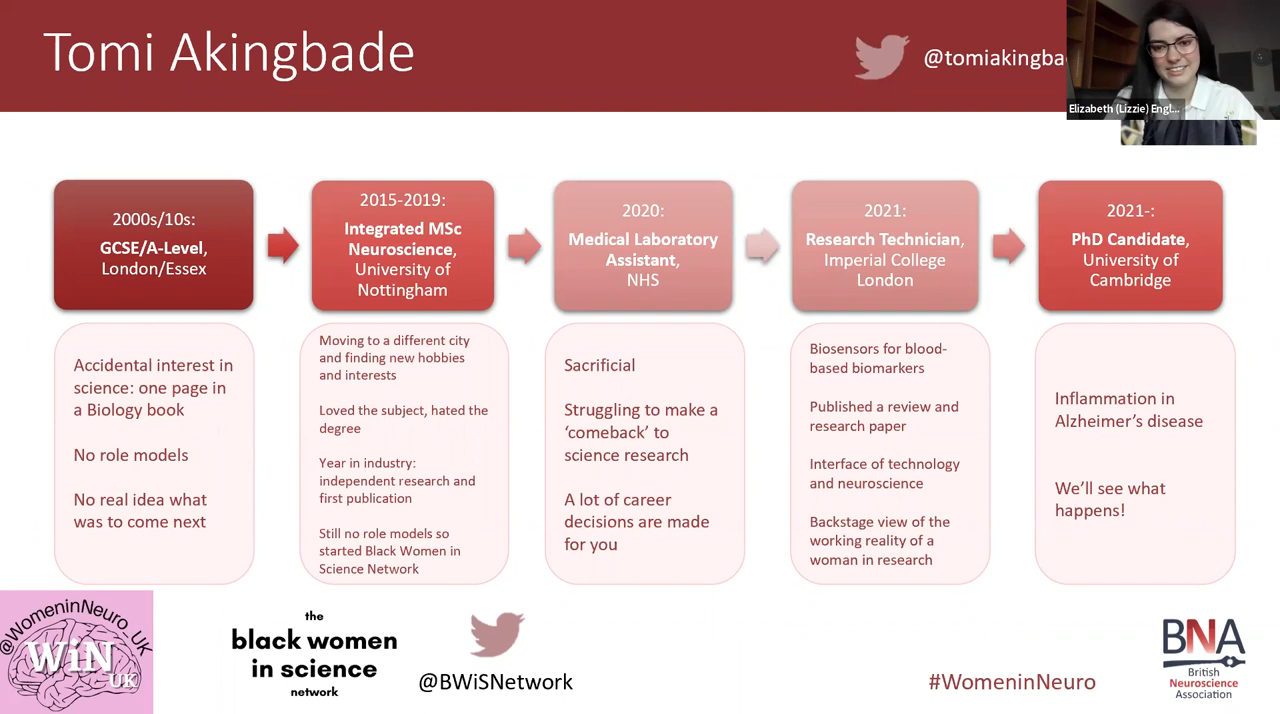 Tomi Akingbade
@tomiakingba
Elizabeth (Lizzie) Engl...
2000s/10s:
GCSE/A-Level,
London/Essex
2015-2019:
Integrated MSc
Neuroscience,
University of
Nottingham
2020:
Medical Laboratory
Assistant,
NHS
2021:
Research Technician,
Imperial College
London
2021-:
PhD Candidate,
University of
Cambridge
Accidental interest in
science: one page in
a Biology book
No role models
No real idea what
was to come next
Moving to a different city
and finding new hobbies
and interests
Loved the subject, hated the
degree
Year in industry:
independent research and
first publication
Still no role models so
started Black Women in
Science Network
Sacrificial
Struggling to make a
‘comeback’ to
science research
A lot of career
decisions are made
for you
Biosensors for blood-
based biomarkers
Published a review and
research paper
Interface of technology
and neuroscience
Backstage view of the
working reality of a
woman in research
Inflammation in
Alzheimer’s disease
We’ll see what
happens!
@WomeninNeuro_UK
WiN
UK
the
black women
in science
network
@BWiSNetwork
#WomeninNeuro
BNA
British
Neuroscience
Association